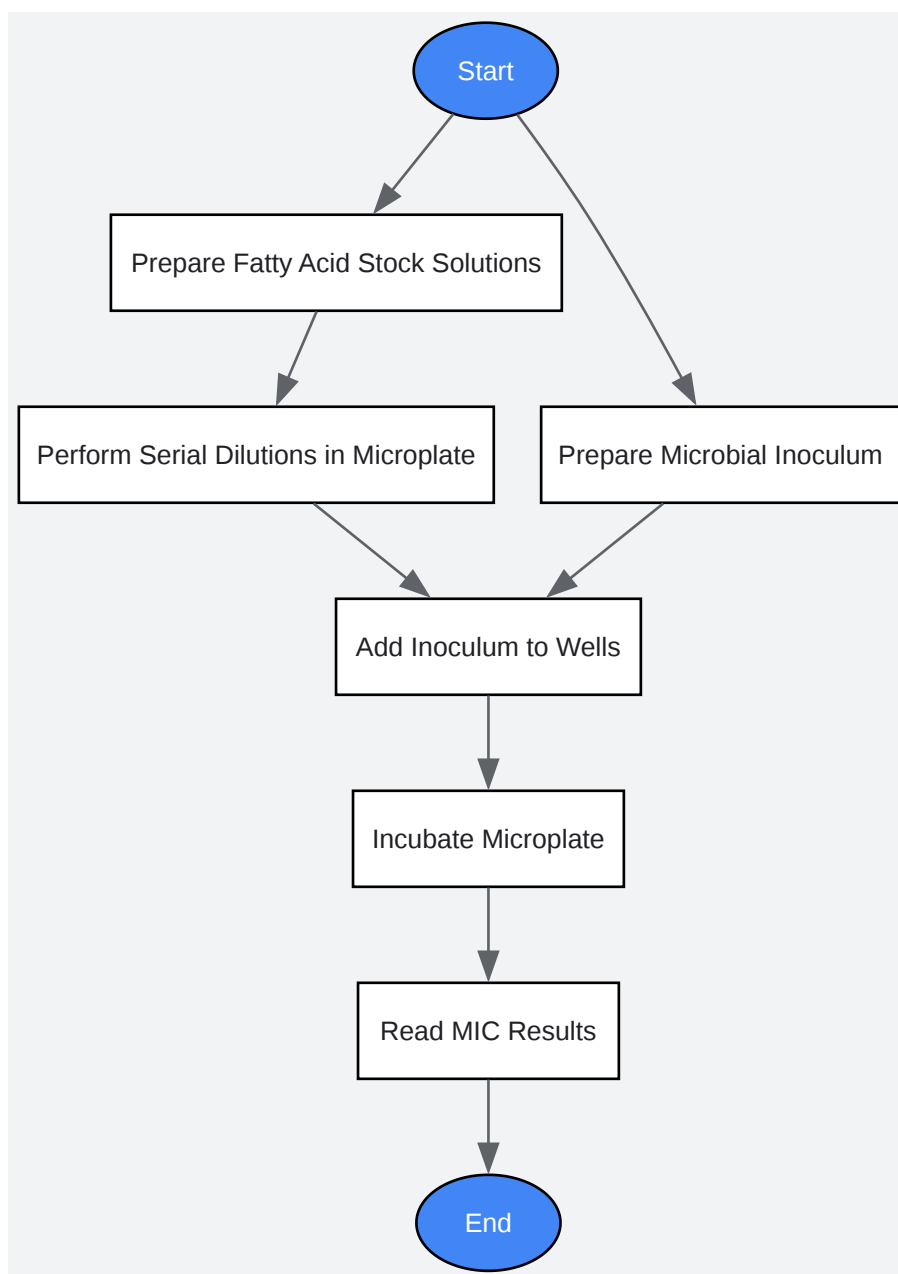 Start
Prepare Fatty Acid Stock Solutions
Perform Serial Dilutions in Microplate
Prepare Microbial Inoculum
Add Inoculum to Wells
Incubate Microplate
Read MIC Results
End